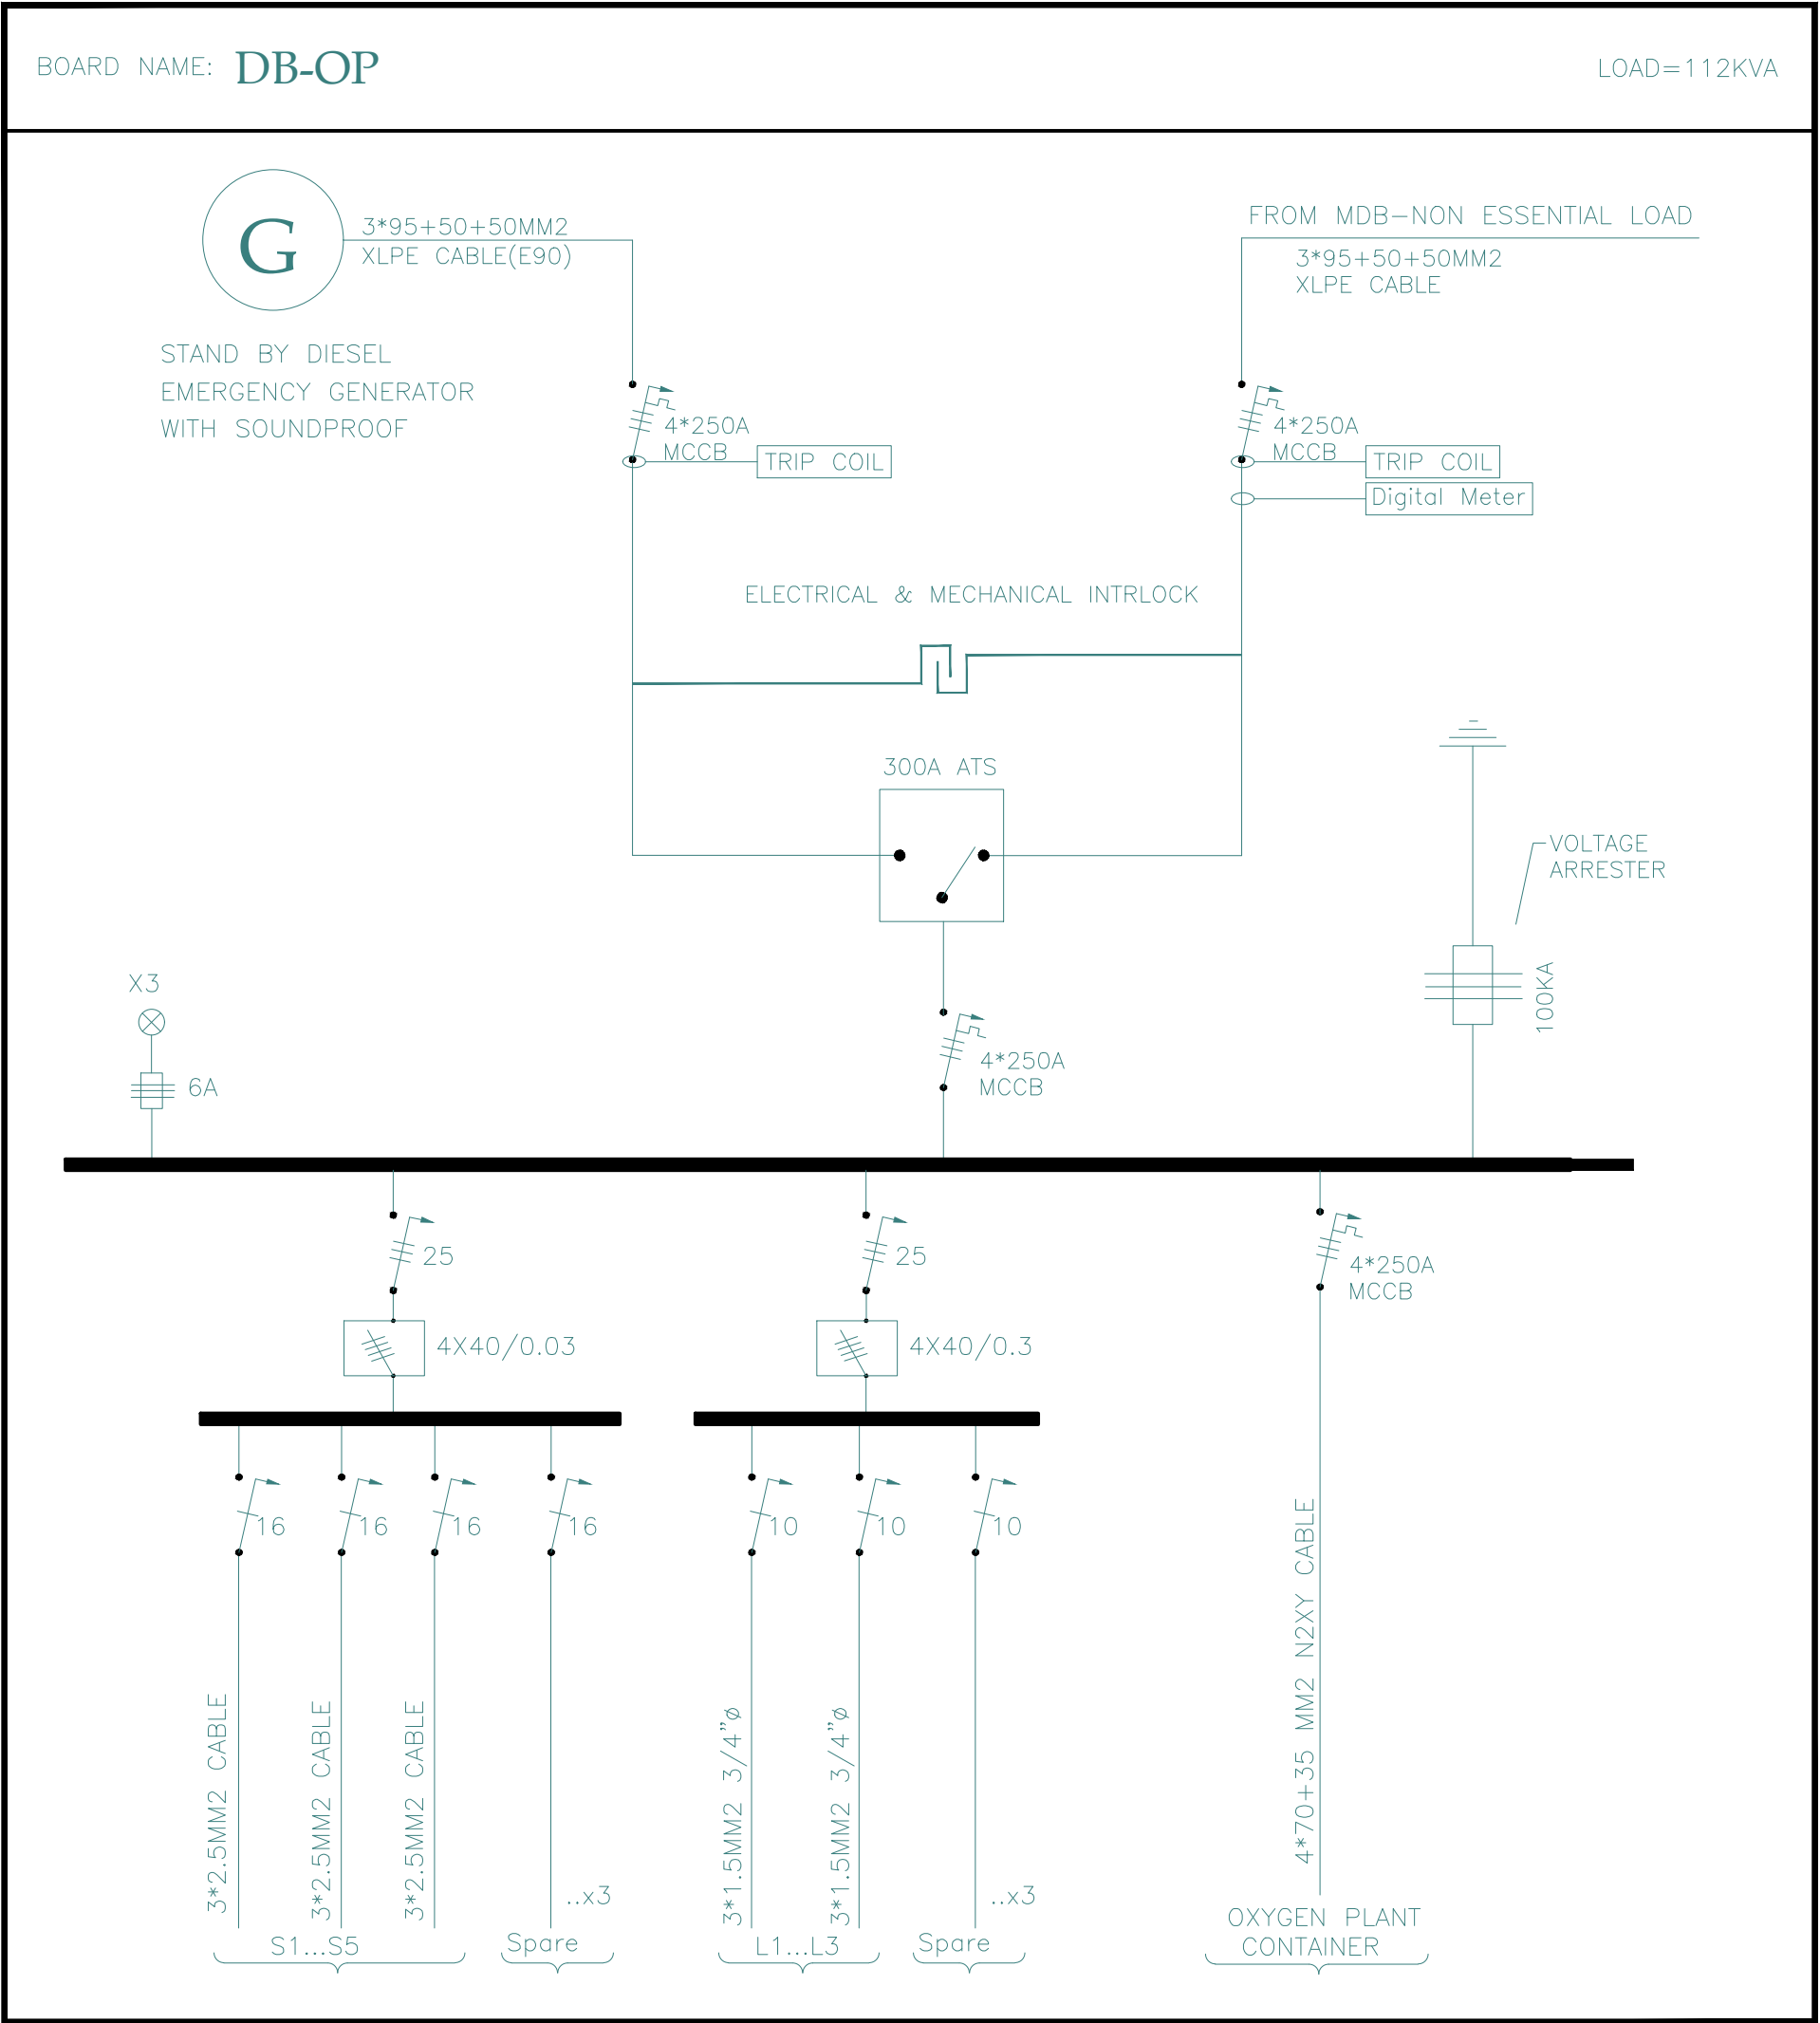 BOARD NAME: DB-OP
LOAD=112KVA
G
3*95+50+50MM2
XLPE CABLE(E90)
FROM MDB-NON ESSENTIAL LOAD
3*95+50+50MM2
XLPE CABLE
STAND BY DIESEL
EMERGENCY GENERATOR
WITH SOUNDPROOF
4*250A
MCCB
TRIP COIL
4*250A
MCCB
TRIP COIL
Digital Meter
ELECTRICAL & MECHANICAL INTRLOCK
300A ATS
VOLTAGE
ARRESTER
100KA
X3
6A
4*250A
MCCB
25
25
4*250A
MCCB
4X40/0.03
4X40/0.3
16
16
16
16
10
10
10
3*2.5MM2 CABLE
3*2.5MM2 CABLE
3*2.5MM2 CABLE
..x3
3*1.5MM2 3/4"ø
3*1.5MM2 3/4"ø
..x3
4*70+35 MM2 N2XY CABLE
S1...S5
Spare
L1...L3
Spare
OXYGEN PLANT
CONTAINER